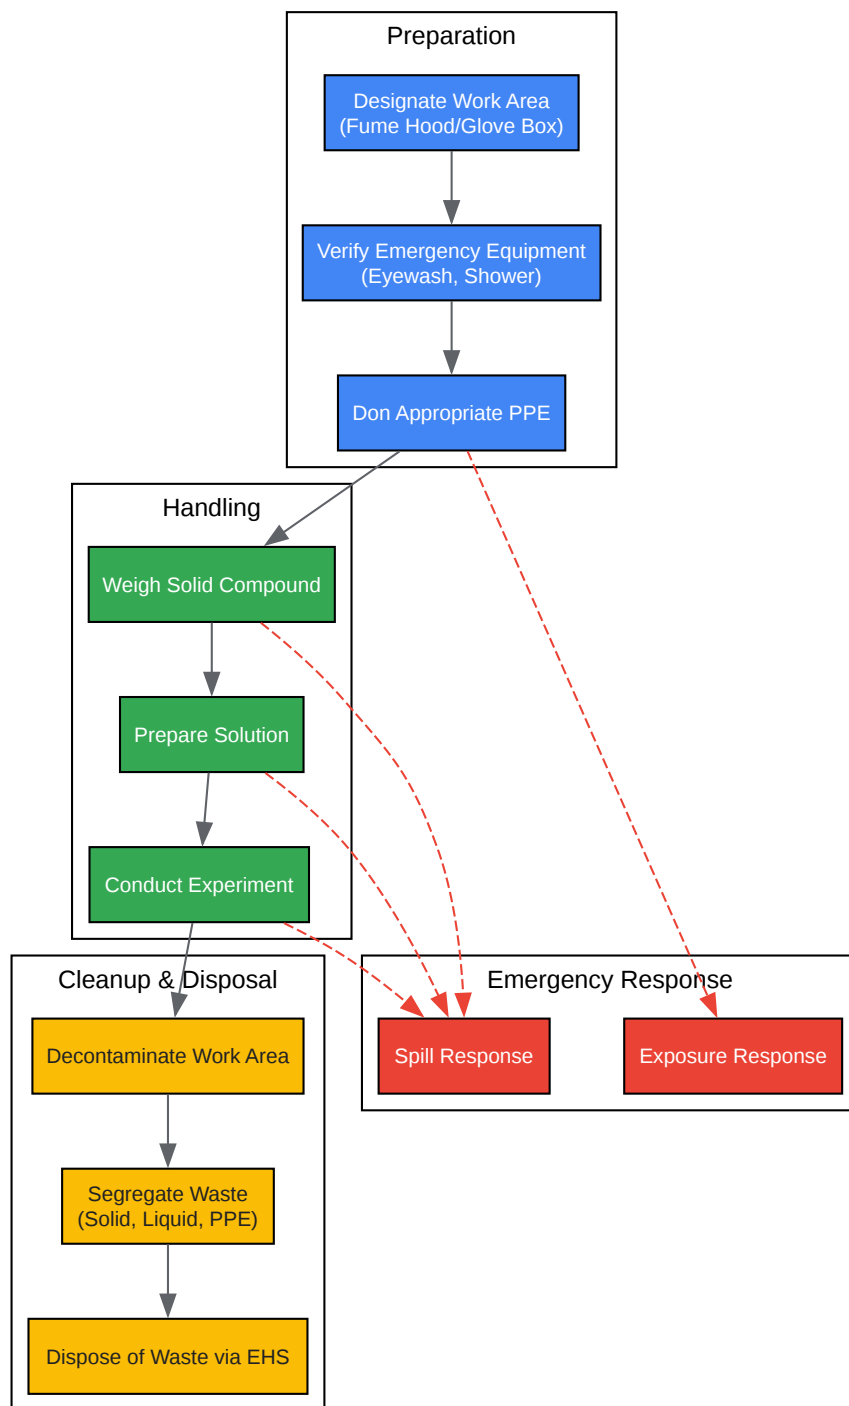 Preparation
Designate Work Area
(Fume Hood/Glove Box)
Verify Emergency Equipment
(Eyewash, Shower)
Don Appropriate PPE
Handling
Weigh Solid Compound
Prepare Solution
Conduct Experiment
Cleanup & Disposal
Decontaminate Work Area
Segregate Waste
(Solid, Liquid, PPE)
Dispose of Waste via EHS
Emergency Response
Spill Response
Exposure Response